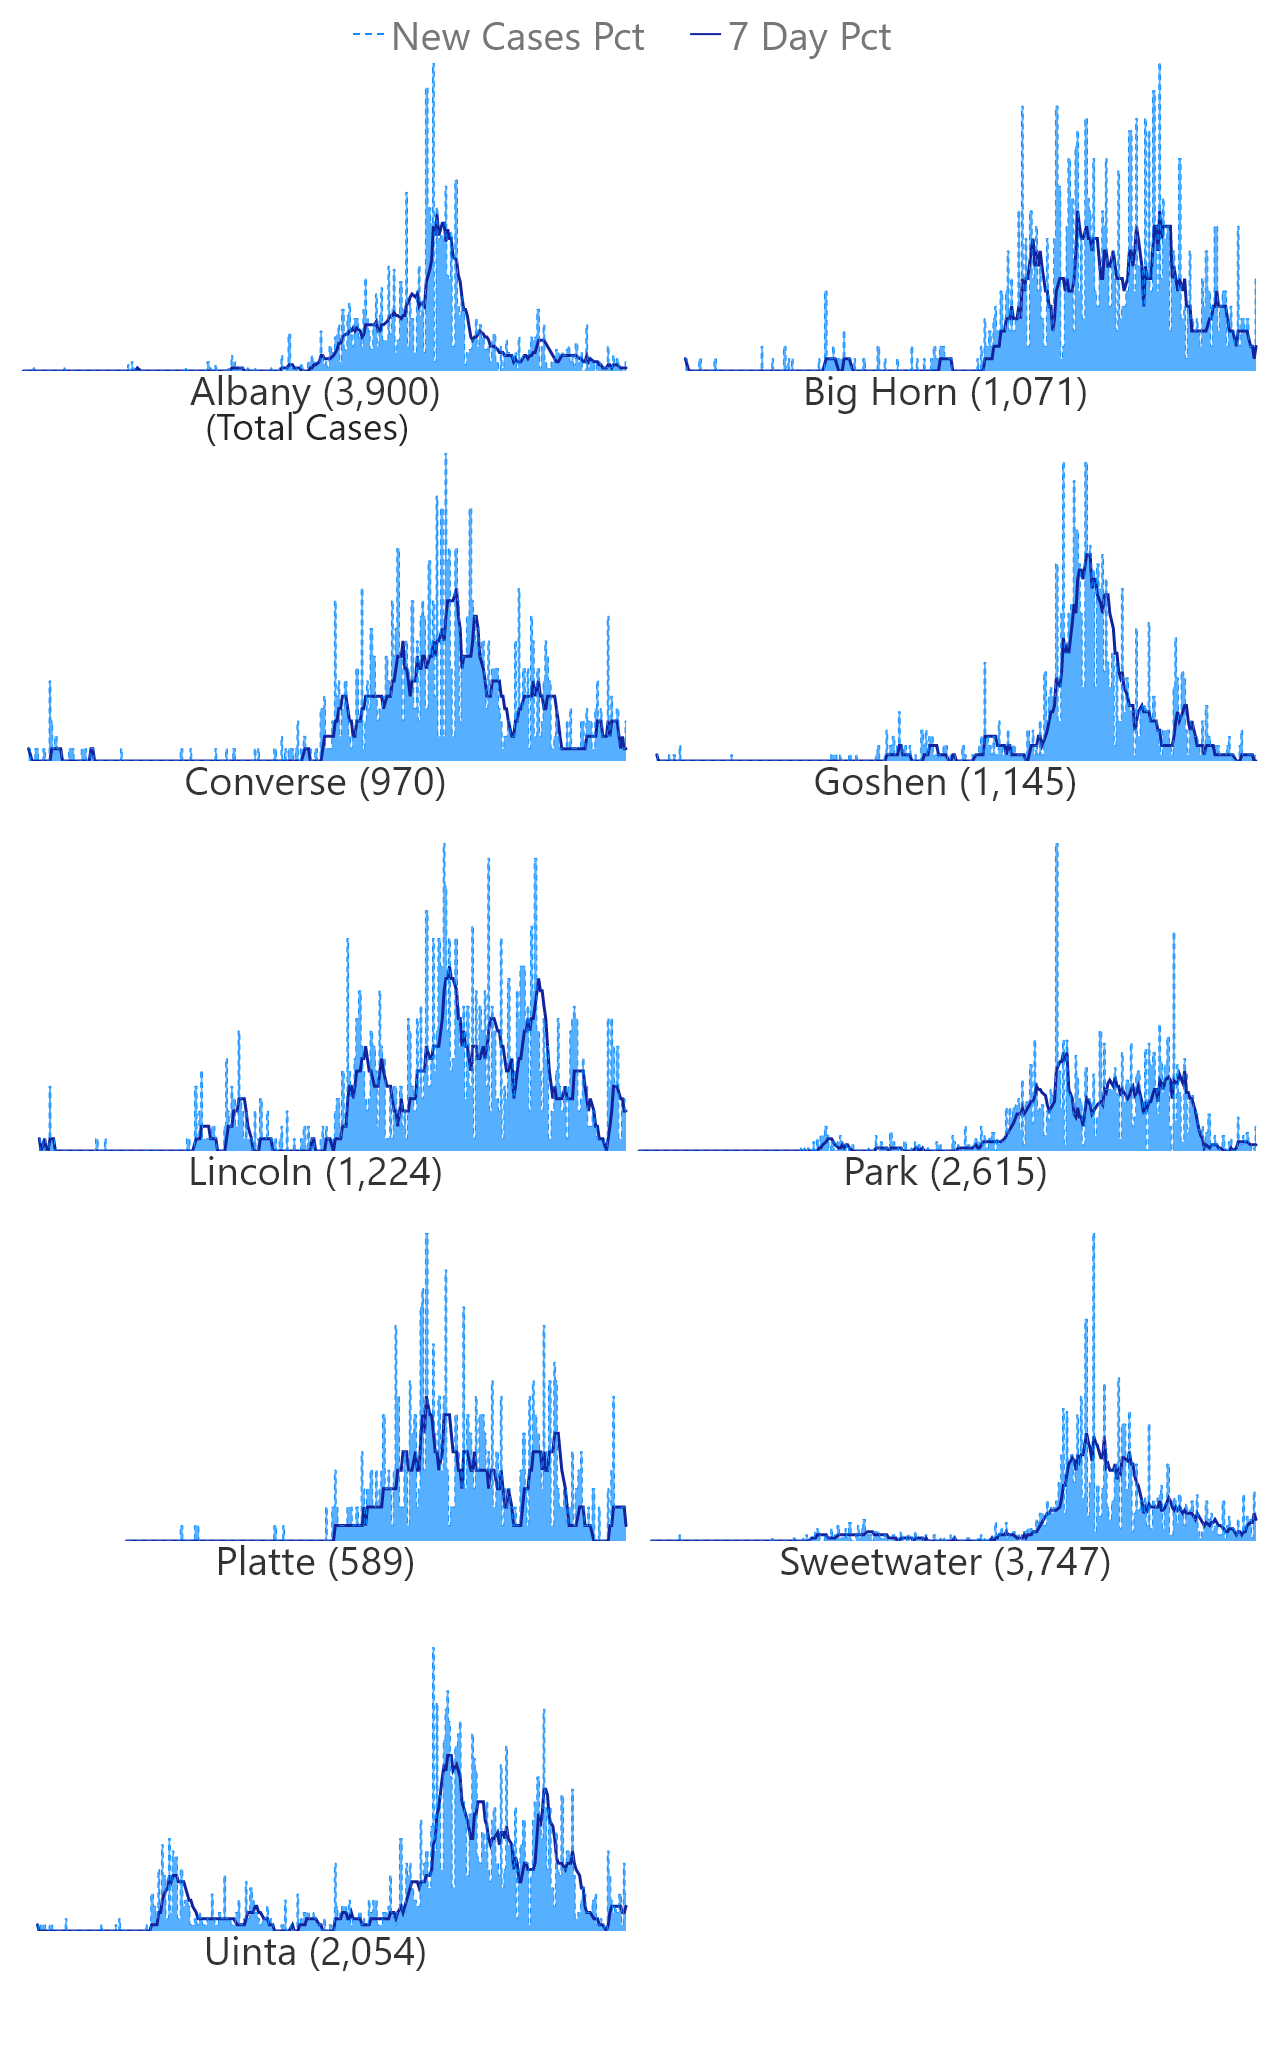 New Cases Pct 7 Day Pct
Albany (3,900) Big Horn (1,071)
(Total Cases)
Converse (970) Goshen (1,145)
Lincoln (1,224) Park (2,615)
Platte (589) Sweetwater (3,747)
Uinta (2,054)